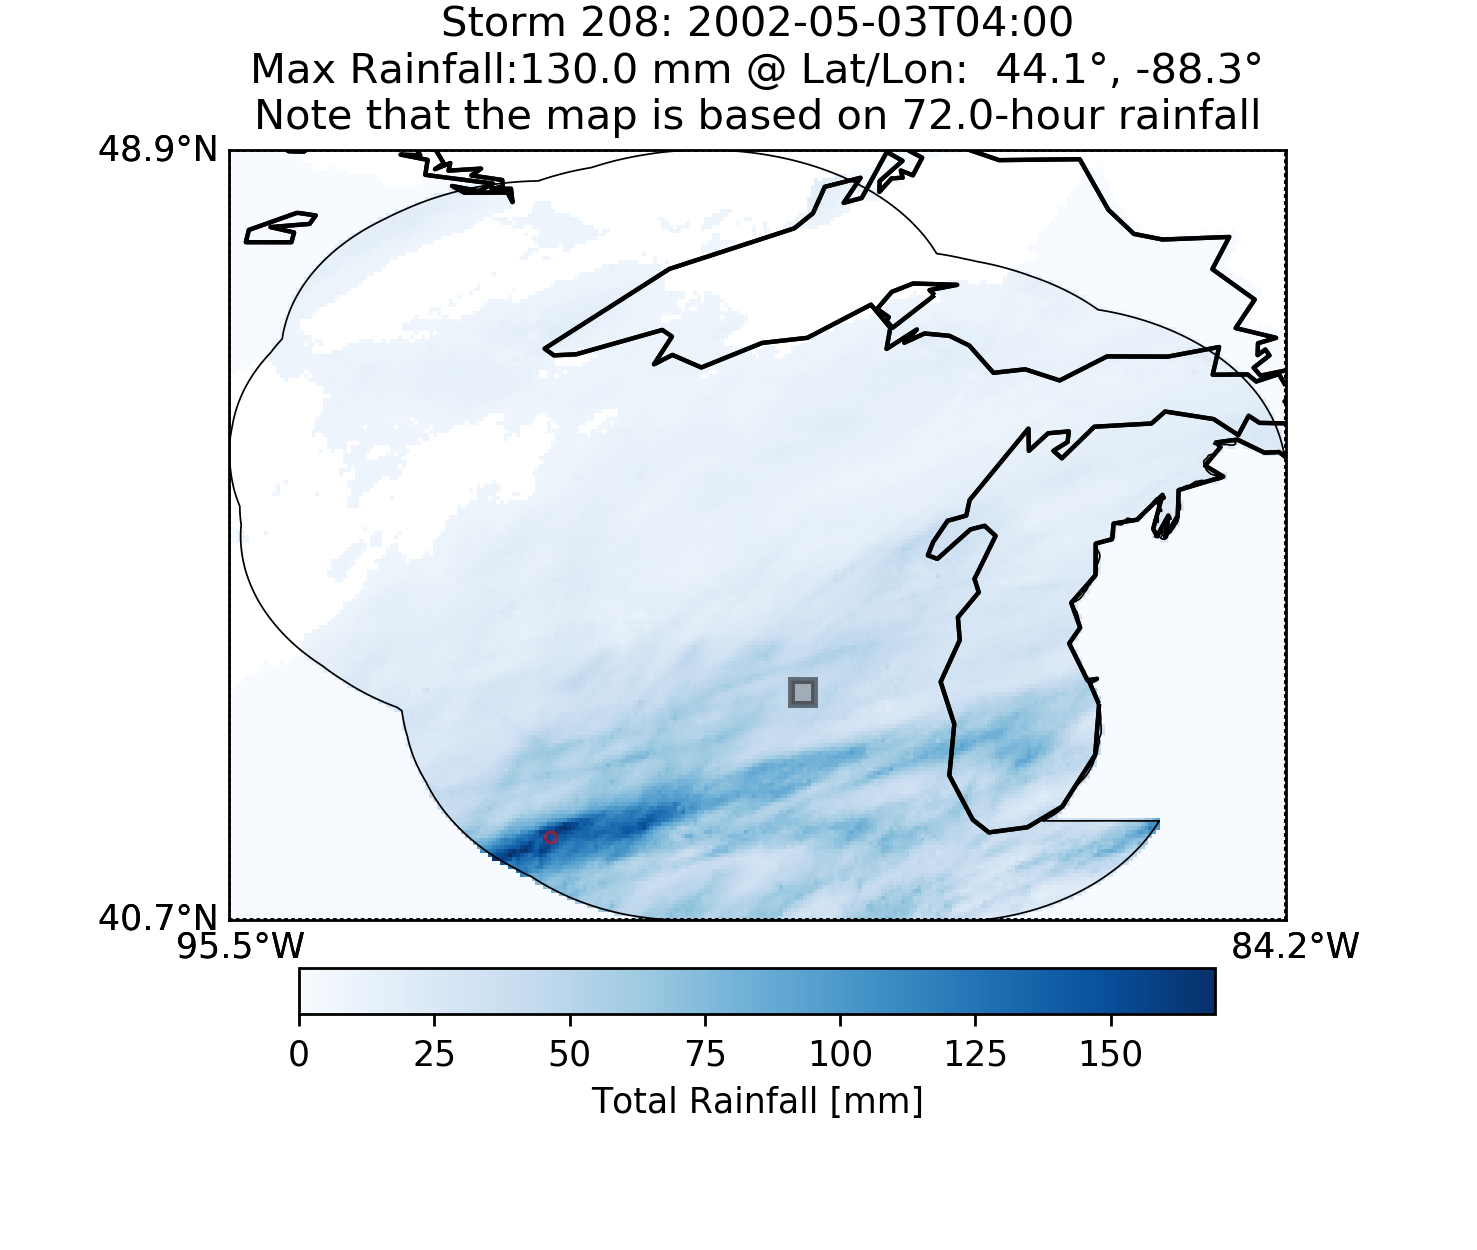 Storm 208: 2002-05-03T04:00
Max Rainfall:130.0 mm @ Lat/Lon:  44.1°, -88.3°
Note that the map is based on 72.0-hour rainfall
48.9°N
40.7°N
95.5°W 84.2°W
0 25 50 75 100 125 150
Total Rainfall [mm]